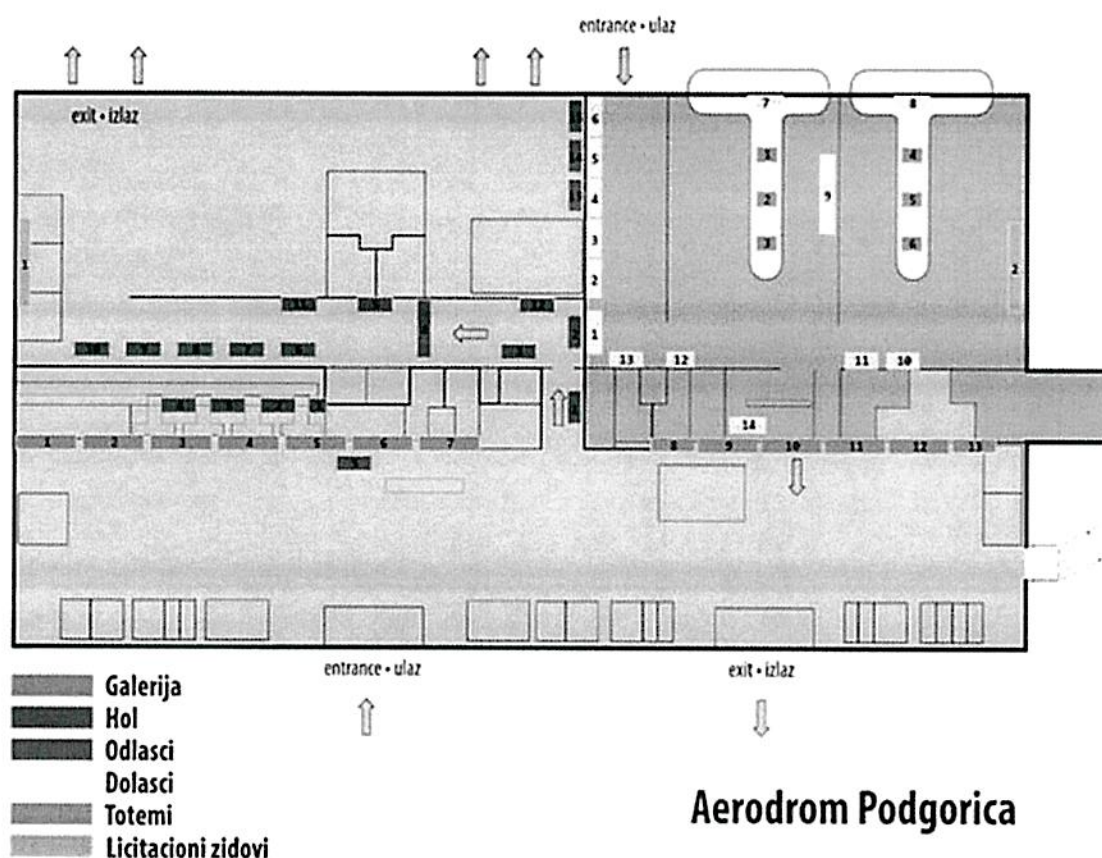 entrance • ulaz
exit • izlaz
7 8
6
5 1 4
4 2 9 5
3 3 6
2 2
1
1
13 12 11 10
14
1 2 3 4 5 6 7 8 9 10 11 12 13
entrance • ulaz exit • izlaz
Galerija
Hol
Odlasci
Dolasci
Totemi
Licitacioni zidovi
Aerodrom Podgorica